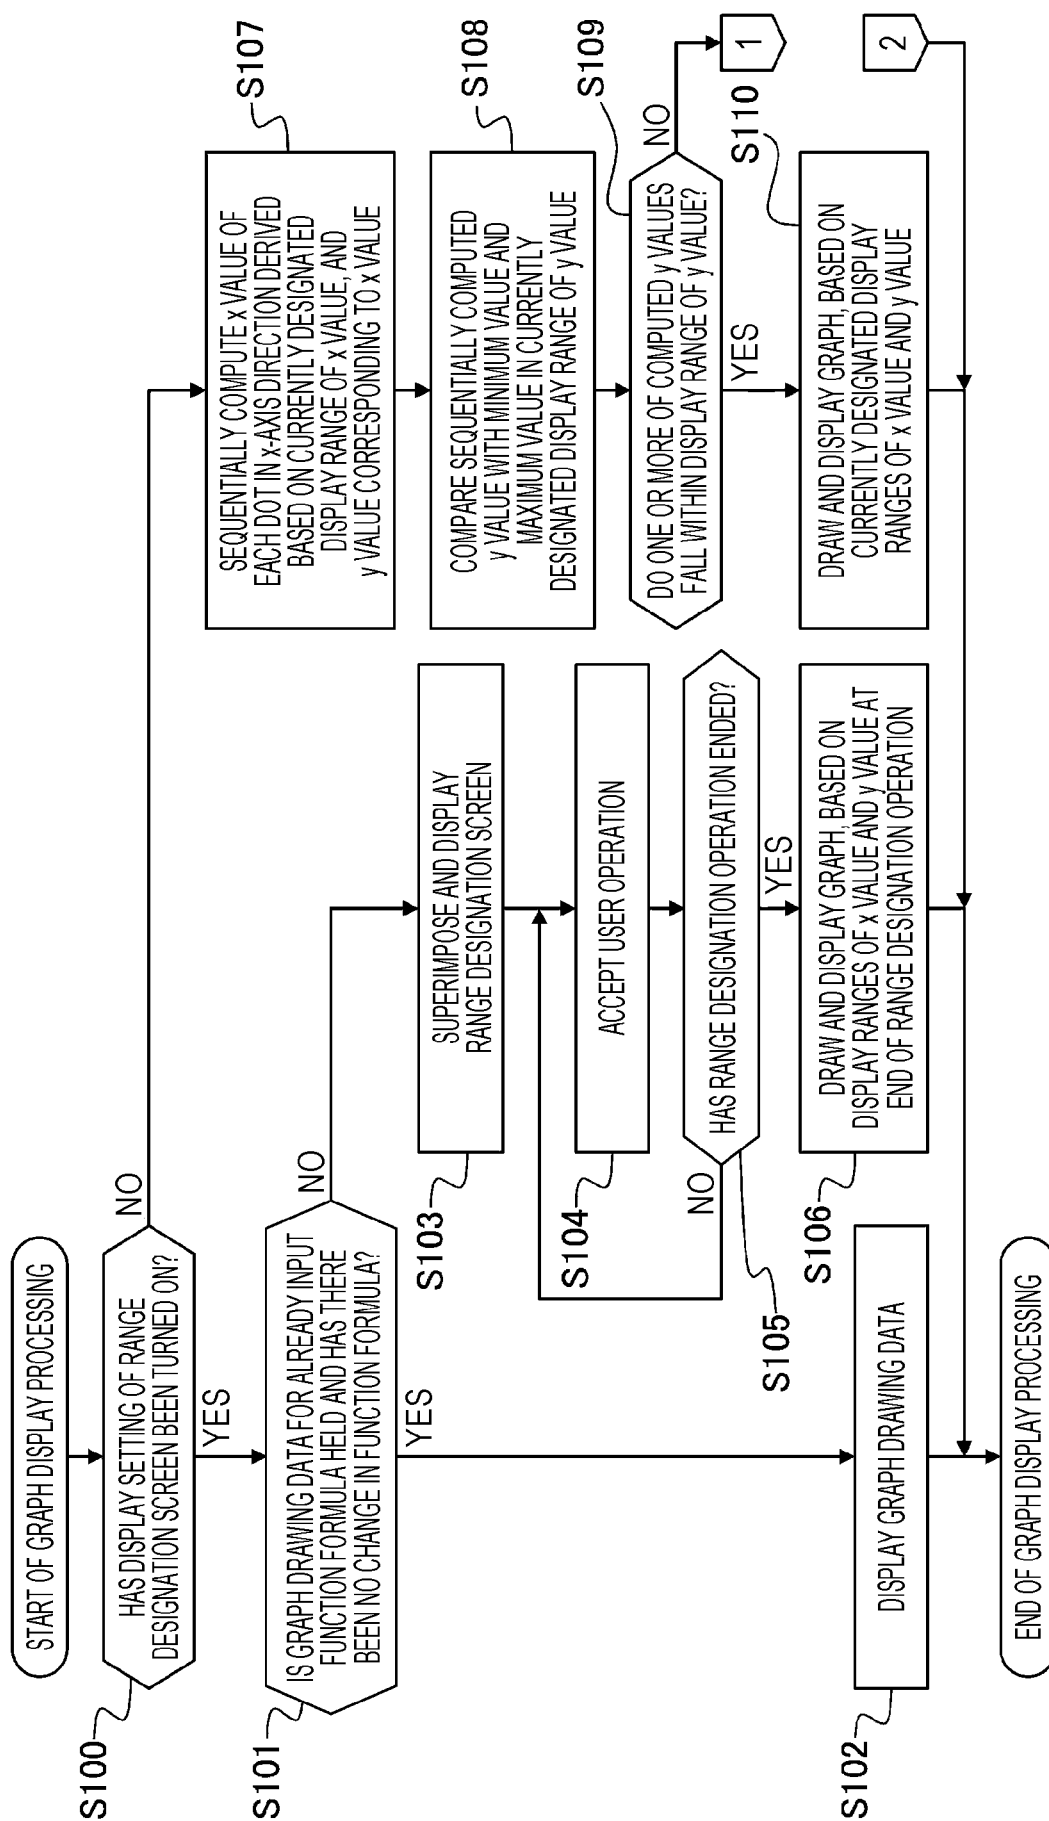 START OF GRAPH DISPLAY PROCESSING
S100
HAS DISPLAY SETTING OF RANGE
DESIGNATION SCREEN BEEN TURNED ON?
NO
YES
S101
IS GRAPH DRAWING DATA FOR ALREADY INPUT
FUNCTION FORMULA HELD AND HAS THERE
BEEN NO CHANGE IN FUNCTION FORMULA?
NO
YES
S102
DISPLAY GRAPH DRAWING DATA
END OF GRAPH DISPLAY PROCESSING
S103
SUPERIMPOSE AND DISPLAY
RANGE DESIGNATION SCREEN
S104
ACCEPT USER OPERATION
S105
HAS RANGE DESIGNATION OPERATION ENDED?
NO
YES
S106
DRAW AND DISPLAY GRAPH, BASED ON
DISPLAY RANGES OF x VALUE AND y VALUE AT
END OF RANGE DESIGNATION OPERATION
S107
SEQUENTIALLY COMPUTE x VALUE OF
EACH DOT IN x-AXIS DIRECTION DERIVED
BASED ON CURRENTLY DESIGNATED
DISPLAY RANGE OF x VALUE, AND
y VALUE CORRESPONDING TO x VALUE
S108
COMPARE SEQUENTIALLY COMPUTED
y VALUE WITH MINIMUM VALUE AND
MAXIMUM VALUE IN CURRENTLY
DESIGNATED DISPLAY RANGE OF y VALUE
S109
DO ONE OR MORE OF COMPUTED y VALUES
FALL WITHIN DISPLAY RANGE OF y VALUE?
NO
1
YES
S110
DRAW AND DISPLAY GRAPH, BASED ON
CURRENTLY DESIGNATED DISPLAY
RANGES OF x VALUE AND y VALUE
2